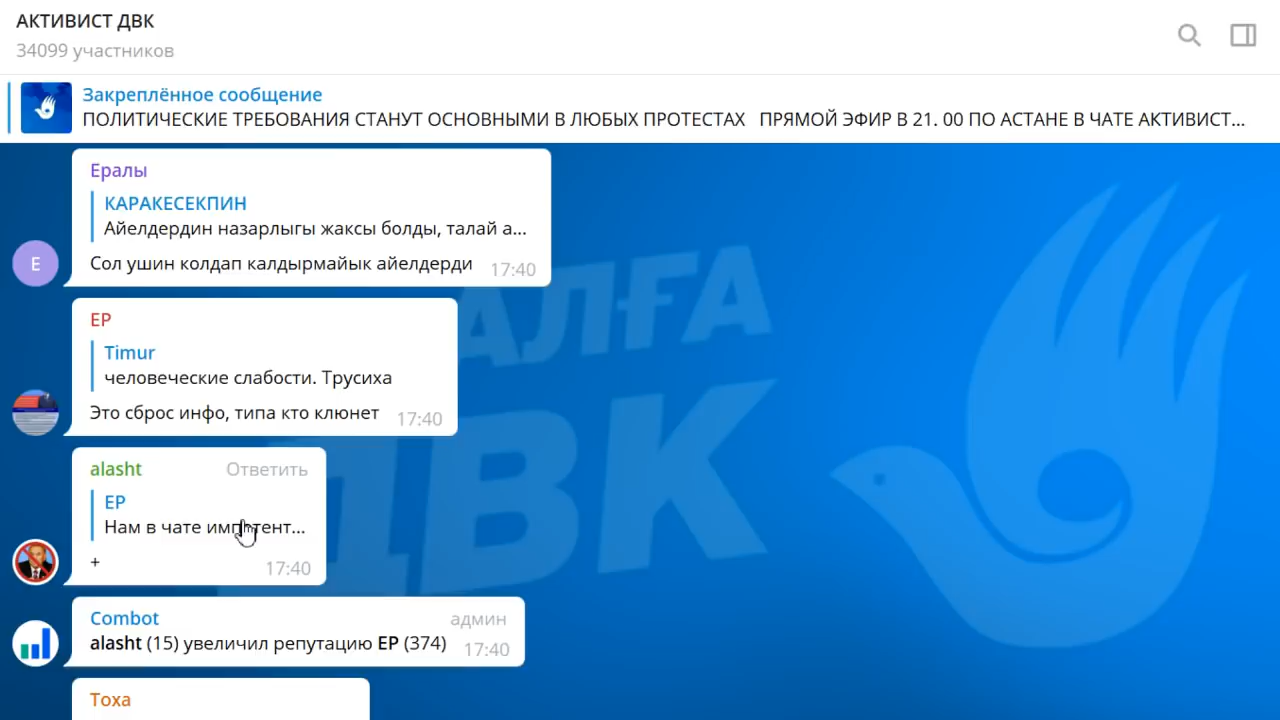 АКТИВИСТ ДВК
34099 участников
Закреплённое сообщение
ПОЛИТИЧЕСКИЕ ТРЕБОВАНИЯ СТАНУТ ОСНОВНЫМИ В ЛЮБЫХ ПРОТЕСТАХ ПРЯМОЙ ЭФИР В 21. 00 ПО АСТАНЕ В ЧАТЕ АКТИВИСТ...
Ералы
КАРАКЕСЕКПИН
Айелдердин назарлыгы жаксы болды, талай а...
Е
Сол ушин колдап калдырмайык айелдерди 17:40
АЛҒА
ДВК
ЕР
Timur
человеческие слабости. Трусиха
Это сброс инфо, типа кто клюнет 17:40
alasht Ответить
ЕР
Нам в чате
+ 17:40
Combot админ
alasht (15) увеличил репутацию ЕР (374) 17:40
Тоха